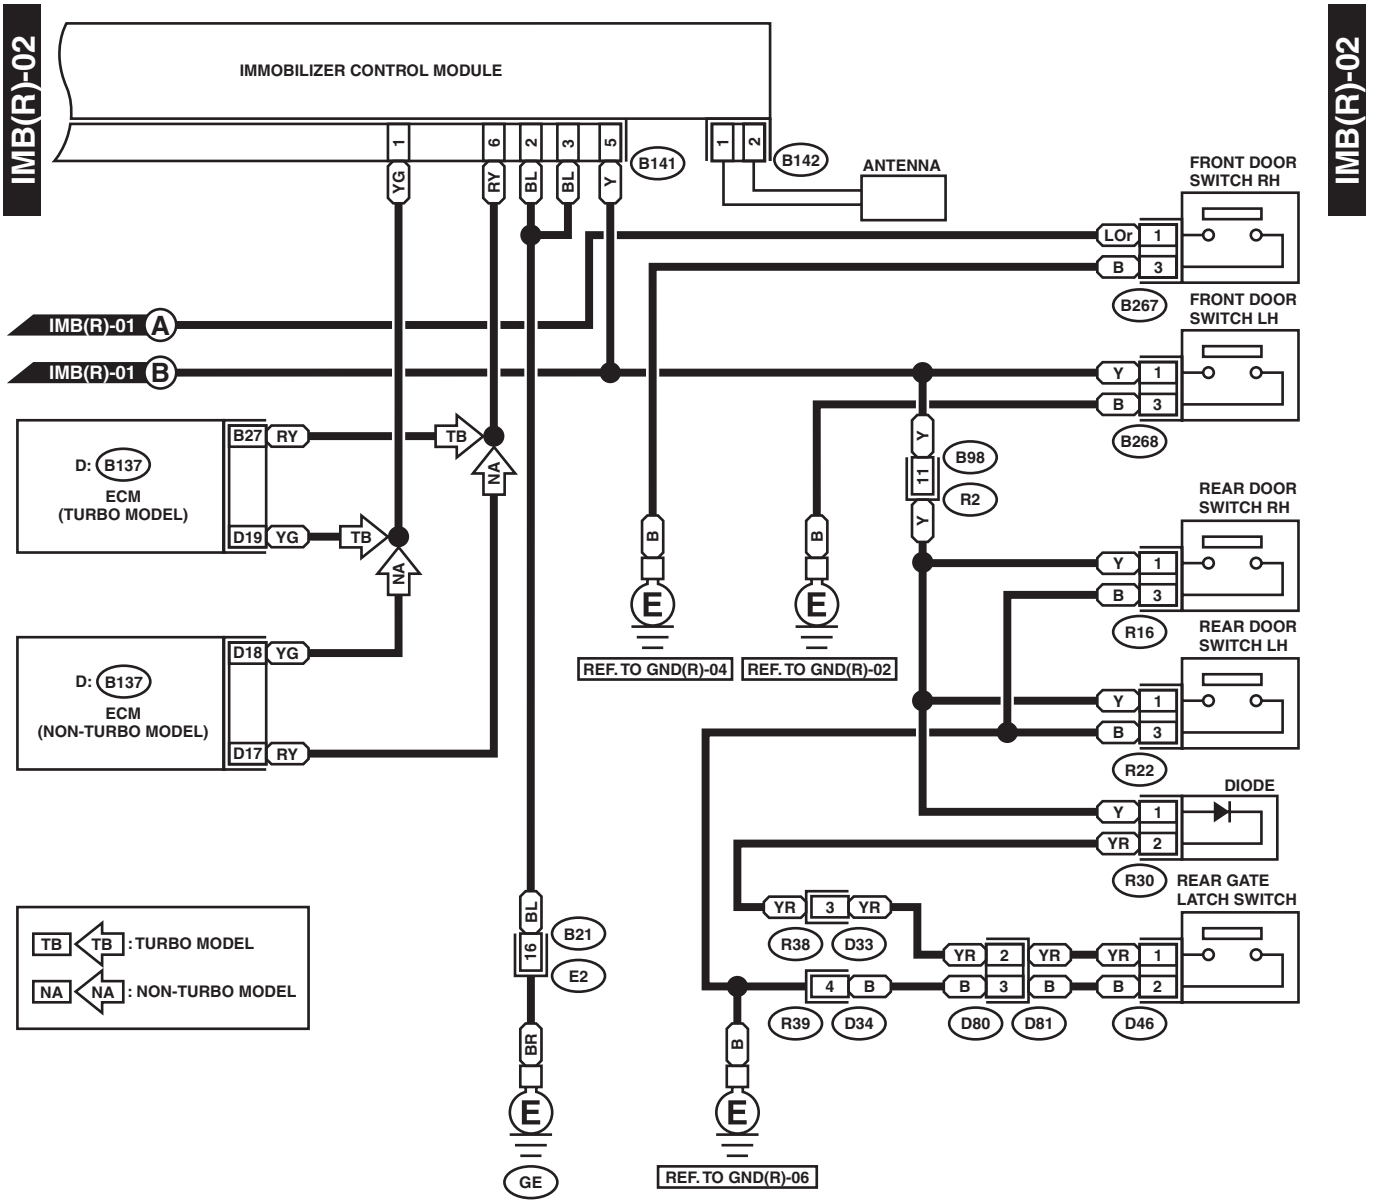 IMB(R)-02
IMB(R)-02
IMMOBILIZER CONTROL MODULE
1
6
2
3
5
B141
1
2
B142
YG
RY
BL
BL
Y
ANTENNA
FRONT DOOR
SWITCH RH
LOr
1
B
3
B267
IMB(R)-01
A
FRONT DOOR
SWITCH LH
IMB(R)-01
B
Y
1
B
3
B268
B27
RY
TB
NA
D: B137
ECM
(TURBO MODEL)
D19
YG
TB
NA
Y
11
B98
R2
Y
REAR DOOR
SWITCH RH
Y
1
B
3
R16
B
E
REF. TO GND(R)-04
B
E
REF. TO GND(R)-02
D18
YG
D: B137
ECM
(NON-TURBO MODEL)
D17
RY
REAR DOOR
SWITCH LH
Y
1
B
3
R22
DIODE
Y
1
YR
2
R30
REAR GATE
LATCH SWITCH
YR
3
YR
R38
D33
YR
2
YR
YR
1
4
B
B
3
B
B
2
R39
D34
D80
D81
D46
BL
16
B21
E2
BR
E
GE
B
E
REF. TO GND(R)-06
TB
TB
: TURBO MODEL
NA
NA
: NON-TURBO MODEL